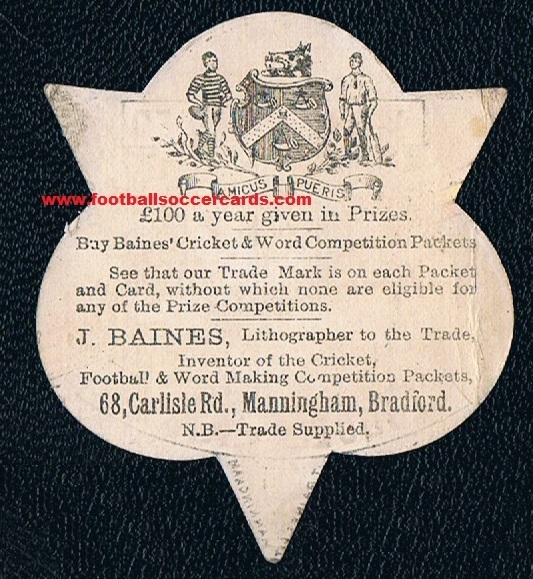 AMICUS PUERIS
www.footballsoccercards.com
£100 a year given in Prizes.
Buy Baines' Cricket & Word Competition Packets
See that our Trade Mark is on each Packet
and Card, without which none are eligible for
any of the Prize Competitions.
J. BAINES, Lithographer to the Trade,
Inventor of the Cricket,
Football & Word Making Competition Packets,
68, Carlisle Rd., Manningham, Bradford.
N.B.—Trade Supplied.